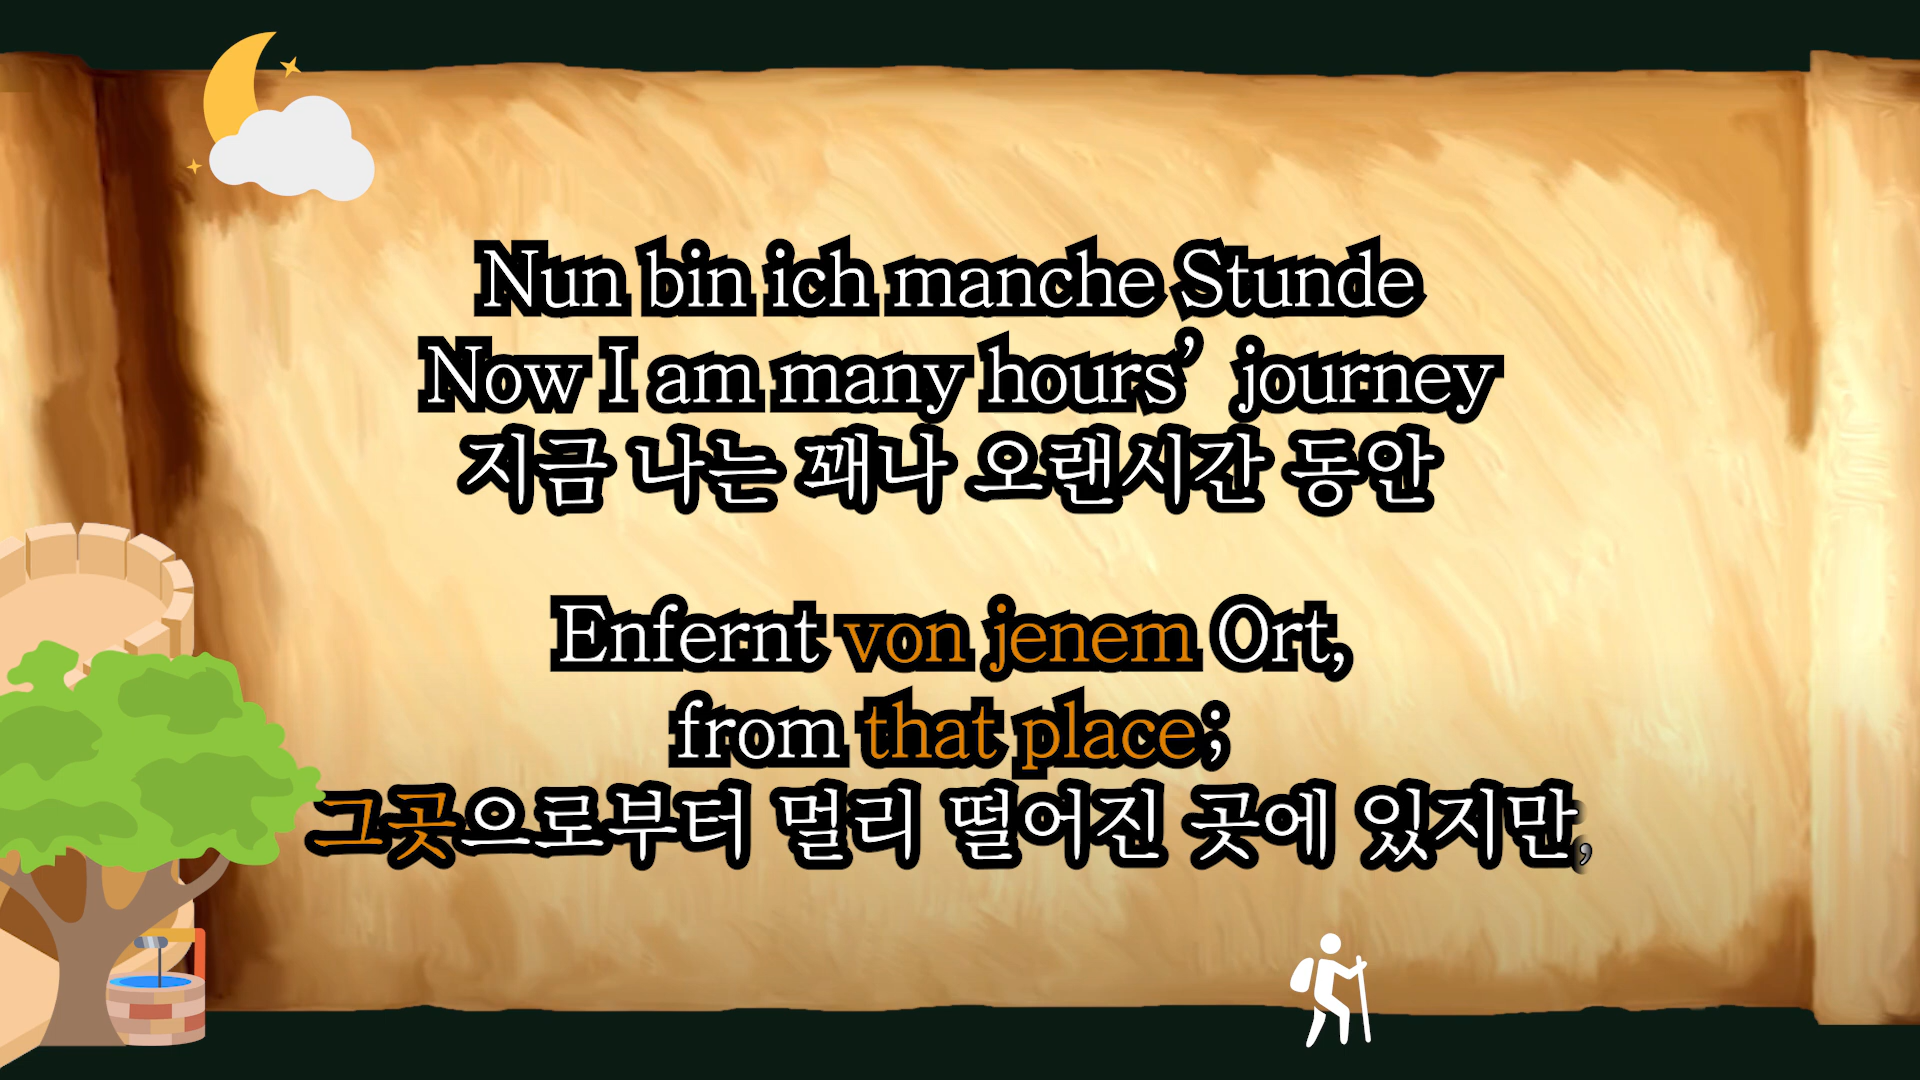 Nun bin ich manche Stunde
Now I am many hours’ journey
지금 나는 꽤나 오랜시간 동안
Enfernt von jenem Ort,
from that place;
그곳으로부터 멀리 떨어진 곳에 있지만,